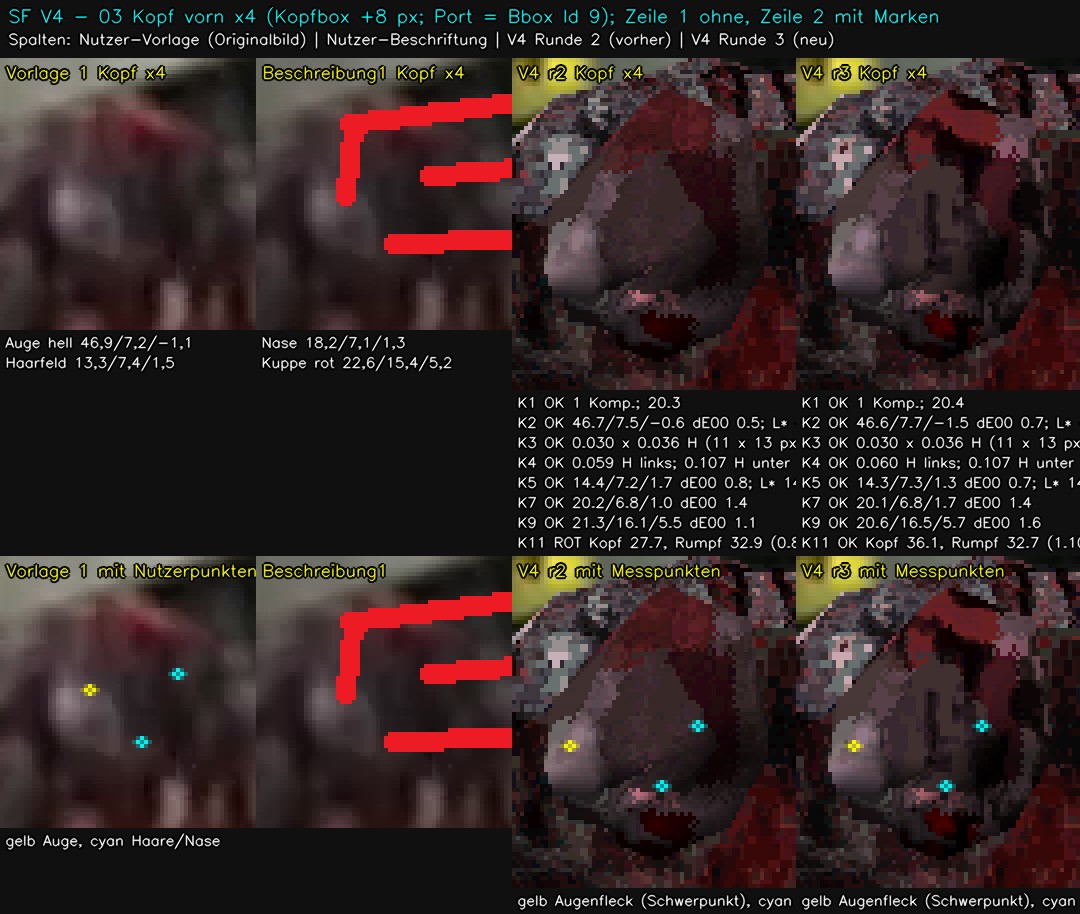 SF V4 – 03 Kopf vorn x4 (Kopfbox +8 px; Port = Bbox Id 9); Zeile 1 ohne, Zeile 2 mit Marken
Spalten: Nutzer-Vorlage (Originalbild) | Nutzer-Beschriftung | V4 Runde 2 (vorher) | V4 Runde 3 (neu)
Vorlage 1 Kopf x4
Beschreibung1 Kopf x4
V4 r2 Kopf x4
V4 r3 Kopf x4
Auge hell 46,9/7,2/-1,1
Haarfeld 13,3/7,4/1,5
Nase 18,2/7,1/1,3
Kuppe rot 22,6/15,4/5,2
K1 OK 1 Komp.; 20.3
K2 OK 46.7/7.5/-0.6 dE00 0.5; L*
K3 OK 0.030 x 0.036 H (11 x 13 px
K4 OK 0.059 H links; 0.107 H unter
K5 OK 14.4/7.2/1.7 dE00 0.8; L* 14
K7 OK 20.2/6.8/1.0 dE00 1.4
K9 OK 21.3/16.1/5.5 dE00 1.1
K11 ROT Kopf 27.7, Rumpf 32.9 (0.8
K1 OK 1 Komp.; 20.4
K2 OK 46.6/7.7/-1.5 dE00 0.7; L*
K3 OK 0.030 x 0.036 H (11 x 13 px
K4 OK 0.060 H links; 0.107 H unter
K5 OK 14.3/7.3/1.3 dE00 0.7; L* 14
K7 OK 20.1/6.8/1.7 dE00 1.4
K9 OK 20.6/16.5/5.7 dE00 1.6
K11 OK Kopf 36.1, Rumpf 32.7 (1.10
Vorlage 1 mit Nutzerpunkten
Beschreibung1
V4 r2 mit Messpunkten
V4 r3 mit Messpunkten
gelb Auge, cyan Haare/Nase
gelb Augenfleck (Schwerpunkt), cyan
gelb Augenfleck (Schwerpunkt), cyan